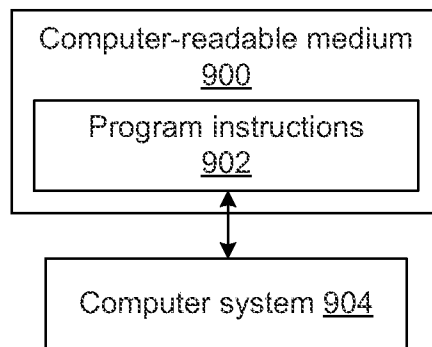 Computer-readable medium
900
Program instructions
902
Computer system 904